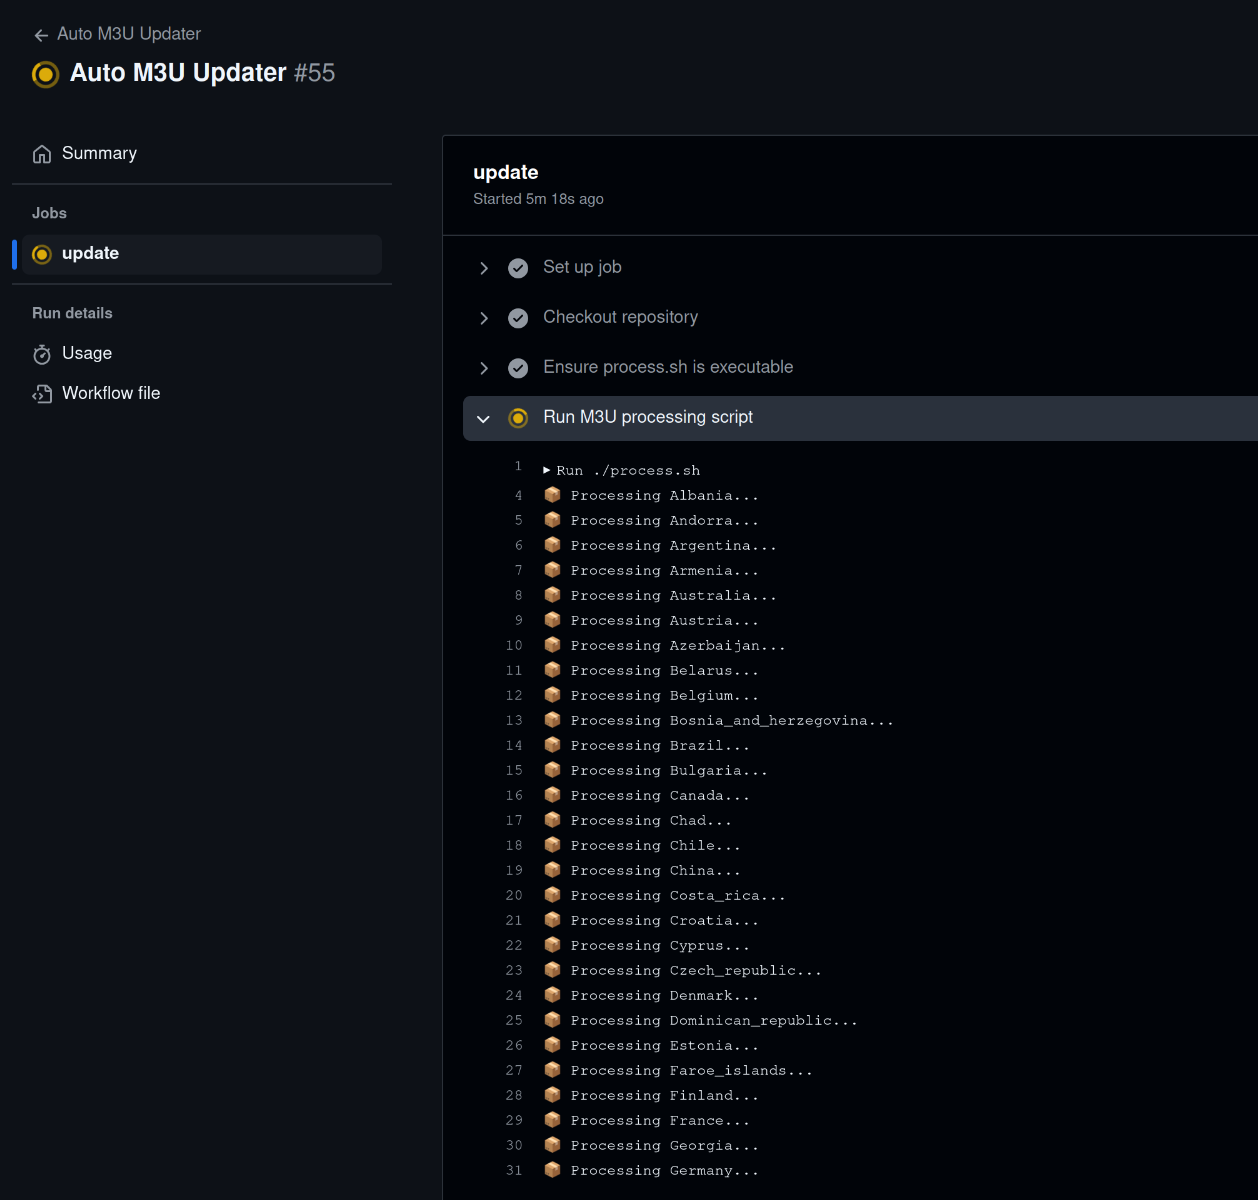 Auto M3U Updater
Auto M3U Updater #55
Summary
Jobs
update
Run details
Usage
Workflow file
update
Started 5m 18s ago
Set up job
Checkout repository
Ensure process.sh is executable
Run M3U processing script
1 Run ./process.sh
4 📦 Processing Albania...
5 📦 Processing Andorra...
6 📦 Processing Argentina...
7 📦 Processing Armenia...
8 📦 Processing Australia...
9 📦 Processing Austria...
10 📦 Processing Azerbaijan...
11 📦 Processing Belarus...
12 📦 Processing Belgium...
13 📦 Processing Bosnia_and_herzegovina...
14 📦 Processing Brazil...
15 📦 Processing Bulgaria...
16 📦 Processing Canada...
17 📦 Processing Chad...
18 📦 Processing Chile...
19 📦 Processing China...
20 📦 Processing Costa_rica...
21 📦 Processing Croatia...
22 📦 Processing Cyprus...
23 📦 Processing Czech_republic...
24 📦 Processing Denmark...
25 📦 Processing Dominican_republic...
26 📦 Processing Estonia...
27 📦 Processing Faroe_islands...
28 📦 Processing Finland...
29 📦 Processing France...
30 📦 Processing Georgia...
31 📦 Processing Germany...